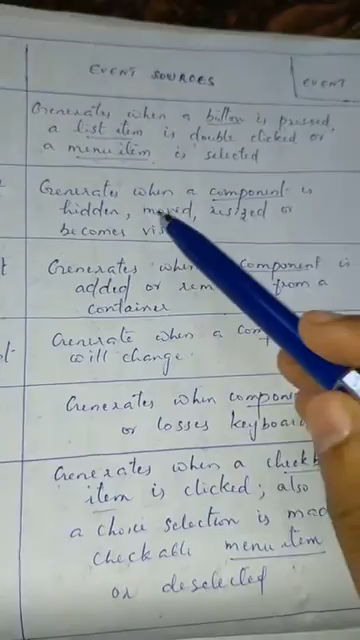 EVENT SOURCES
EVENT
Generates when a button is pressed,
a list item is double clicked or
a menu item is selected
Generates when a component is
hidden, moved, resized or
becomes
Generates when component is
added or from a
container
Generate when a
will change.
Generates when
or losses
Generates when a
item is clicked; also
a choice selection is
checkable menu item
or deselected